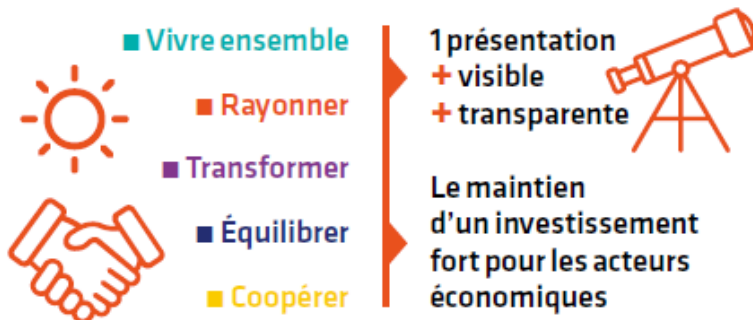 ■ Vivre ensemble
■ Rayonner
■ Transformer
■ Équilibrer
■ Coopérer
1 présentation
+ visible
+ transparente
Le maintien
d'un investissement
fort pour les acteurs
économiques